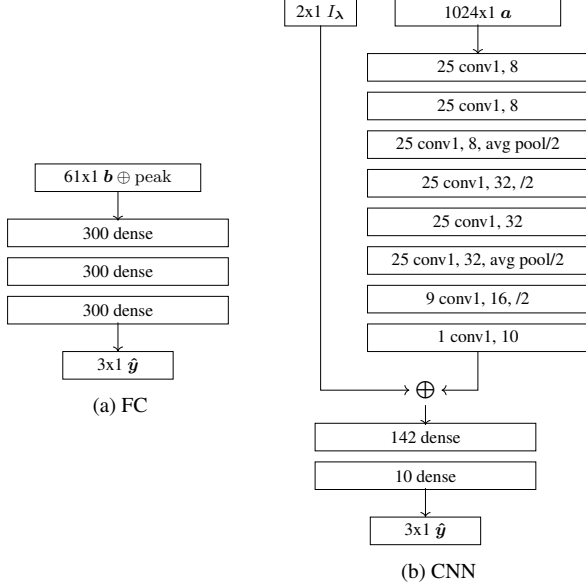 61x1 b ⊕ peak
300 dense
300 dense
300 dense
3x1 ŷ
(a) FC
2x1 I_λ
1024x1 a
25 conv1, 8
25 conv1, 8
25 conv1, 8, avg pool/2
25 conv1, 32, /2
25 conv1, 32
25 conv1, 32, avg pool/2
9 conv1, 16, /2
1 conv1, 10
⊕
142 dense
10 dense
3x1 ŷ
(b) CNN